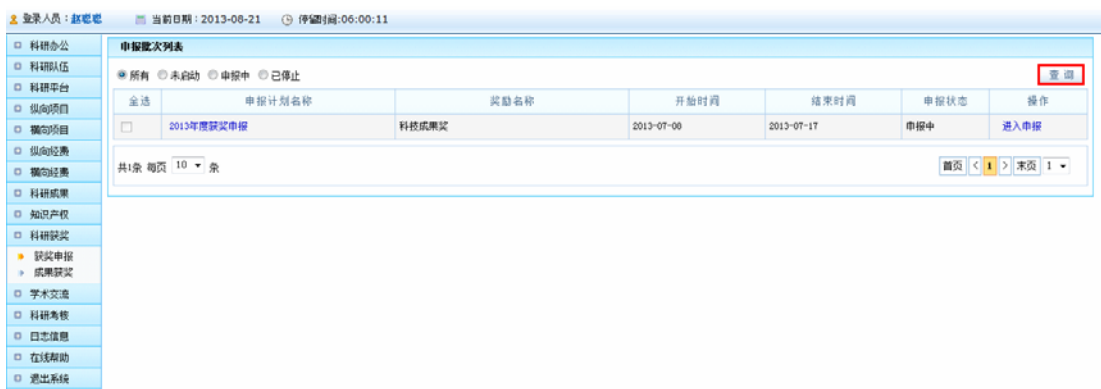 登录人员：赵聪聪 当前日期：2013-08-21 停留时间:06:00:11
科研办公
科研队伍
科研平台
纵向项目
横向项目
纵向经费
横向经费
科研成果
知识产权
科研获奖
获奖申报
成果获奖
学术交流
科研考核
日志信息
在线帮助
退出系统
申报批次列表
所有 未启动 申报中 已停止 查 询
全选 申报计划名称 奖励名称 开始时间 结束时间 申报状态 操作
2013年度获奖申报 科技成果奖 2013-07-08 2013-07-17 申报中 进入申报
共1条 每页 10 条 首页 < 1 > 末页 1